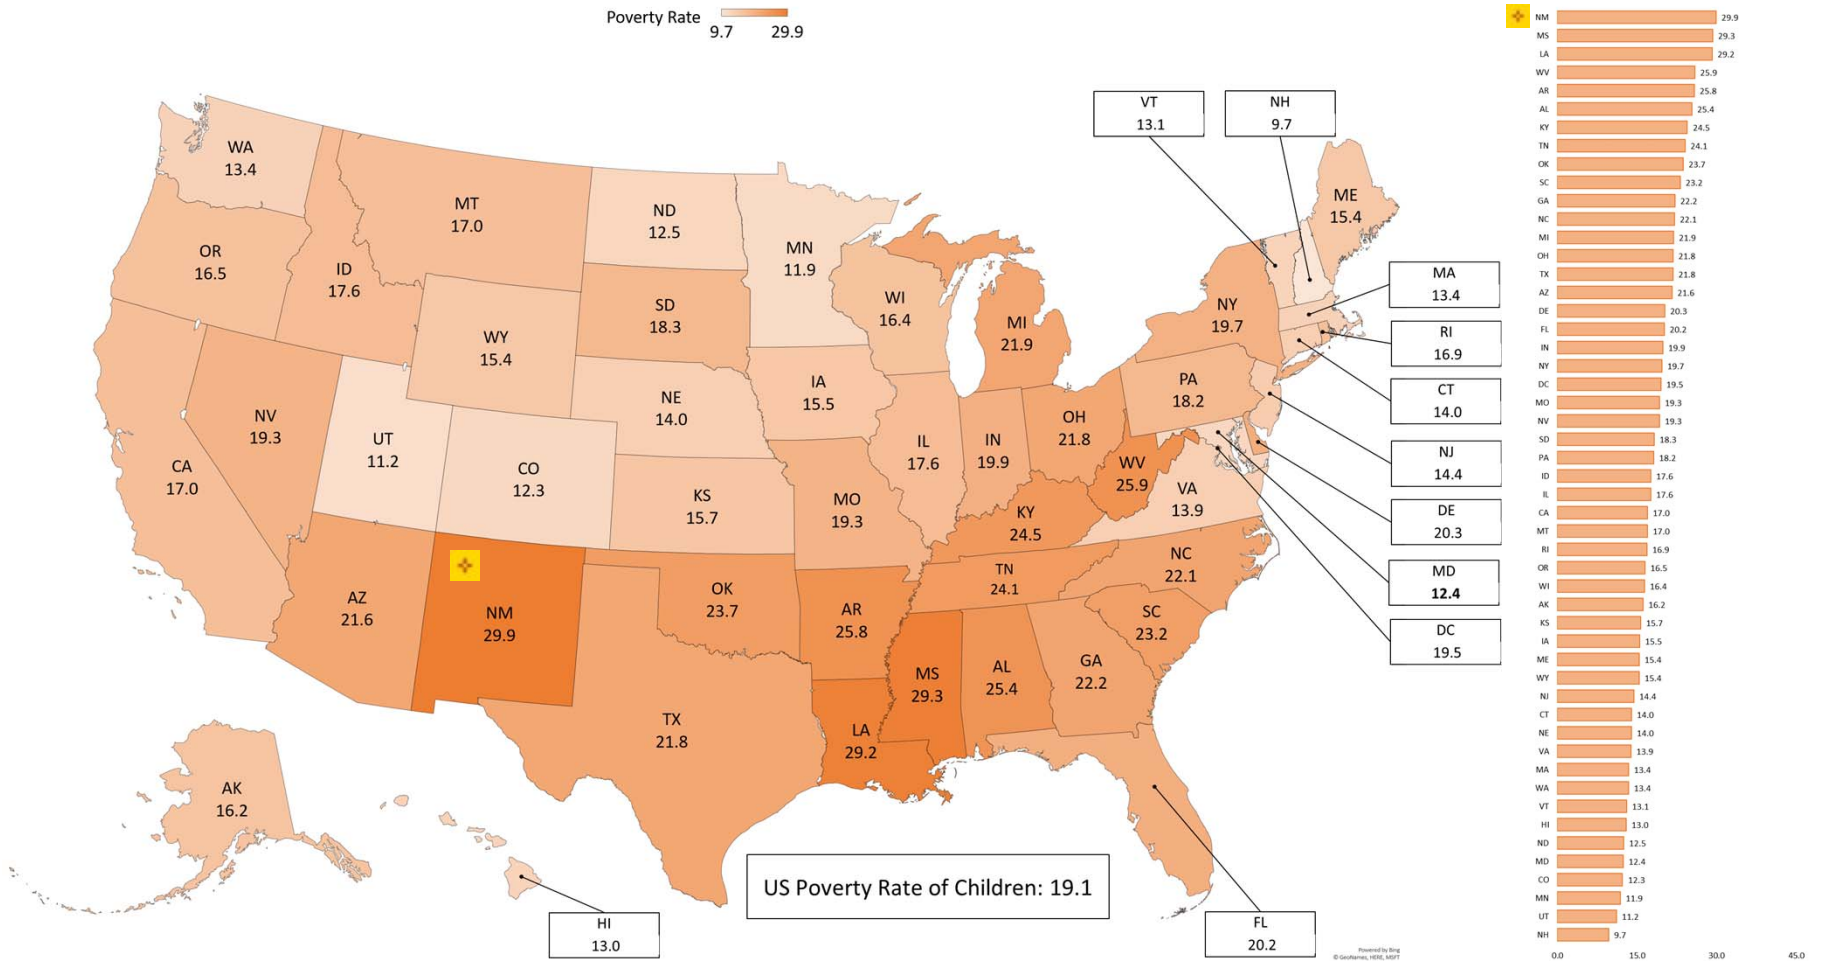 Poverty Rate
9.7 29.9
VT
13.1
NH
9.7
WA
13.4
MT
17.0
ND
12.5
MN
11.9
ME
15.4
OR
16.5
ID
17.6
WY
15.4
SD
18.3
WI
16.4
MI
21.9
NY
19.7
MA
13.4
RI
16.9
CT
14.0
NJ
14.4
DE
20.3
MD
12.4
DC
19.5
NV
19.3
UT
11.2
CO
12.3
NE
14.0
IA
15.5
IL
17.6
IN
19.9
OH
21.8
PA
18.2
WV
25.9
VA
13.9
CA
17.0
KS
15.7
MO
19.3
KY
24.5
NC
22.1
TN
24.1
SC
23.2
AZ
21.6
NM
29.9
OK
23.7
AR
25.8
MS
29.3
AL
25.4
GA
22.2
TX
21.8
LA
29.2
AK
16.2
HI
13.0
FL
20.2
US Poverty Rate of Children: 19.1
Powered by Bing
© GeoNames, HERE, MSFT
NM 29.9
MS 29.3
LA 29.2
WV 25.9
AR 25.8
AL 25.4
KY 24.5
TN 24.1
OK 23.7
SC 23.2
GA 22.2
NC 22.1
MI 21.9
OH 21.8
TX 21.8
AZ 21.6
DE 20.3
FL 20.2
IN 19.9
NY 19.7
DC 19.5
MO 19.3
NV 19.3
SD 18.3
PA 18.2
ID 17.6
IL 17.6
CA 17.0
MT 17.0
RI 16.9
OR 16.5
WI 16.4
AK 16.2
KS 15.7
IA 15.5
ME 15.4
WY 15.4
NJ 14.4
CT 14.0
NE 14.0
VA 13.9
MA 13.4
WA 13.4
VT 13.1
HI 13.0
ND 12.5
MD 12.4
CO 12.3
MN 11.9
UT 11.2
NH 9.7
0.0 15.0 30.0 45.0